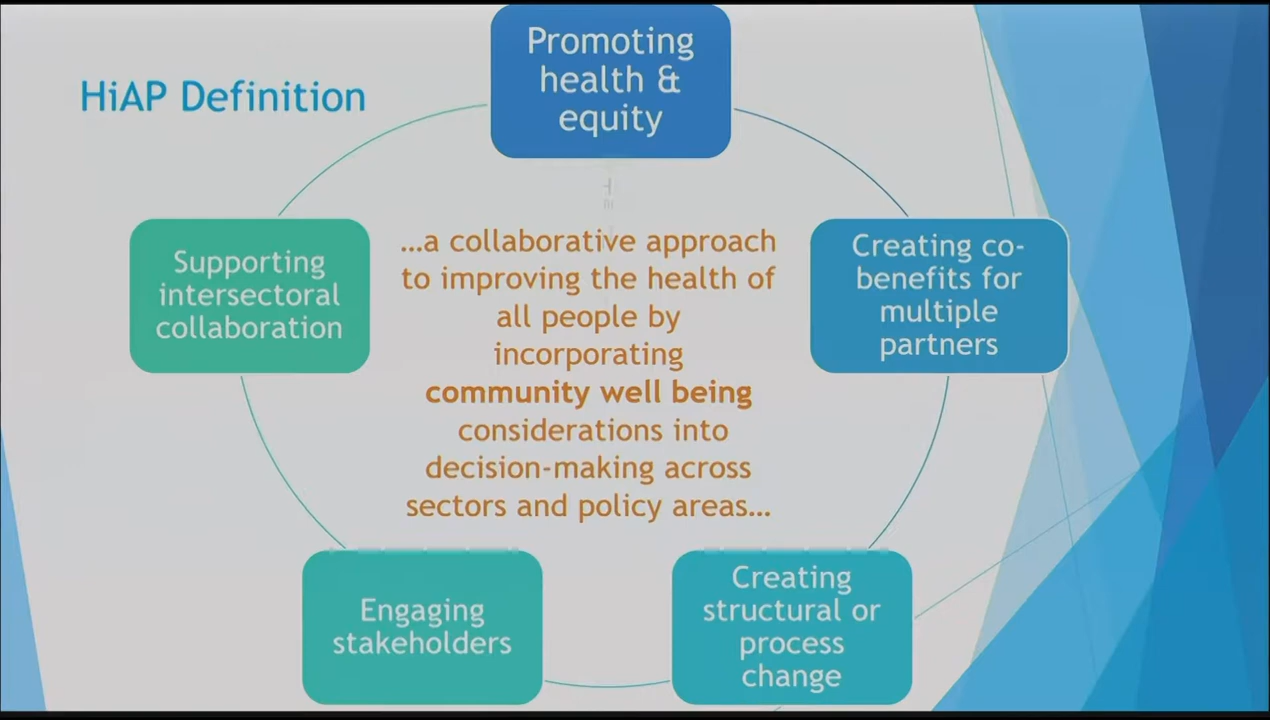 HiAP Definition
Promoting
health &
equity
Creating co-
benefits for
multiple
partners
Creating
structural or
process
change
Engaging
stakeholders
Supporting
intersectoral
collaboration
…a collaborative approach
to improving the health of
all people by
incorporating
community well being
considerations into
decision-making across
sectors and policy areas…